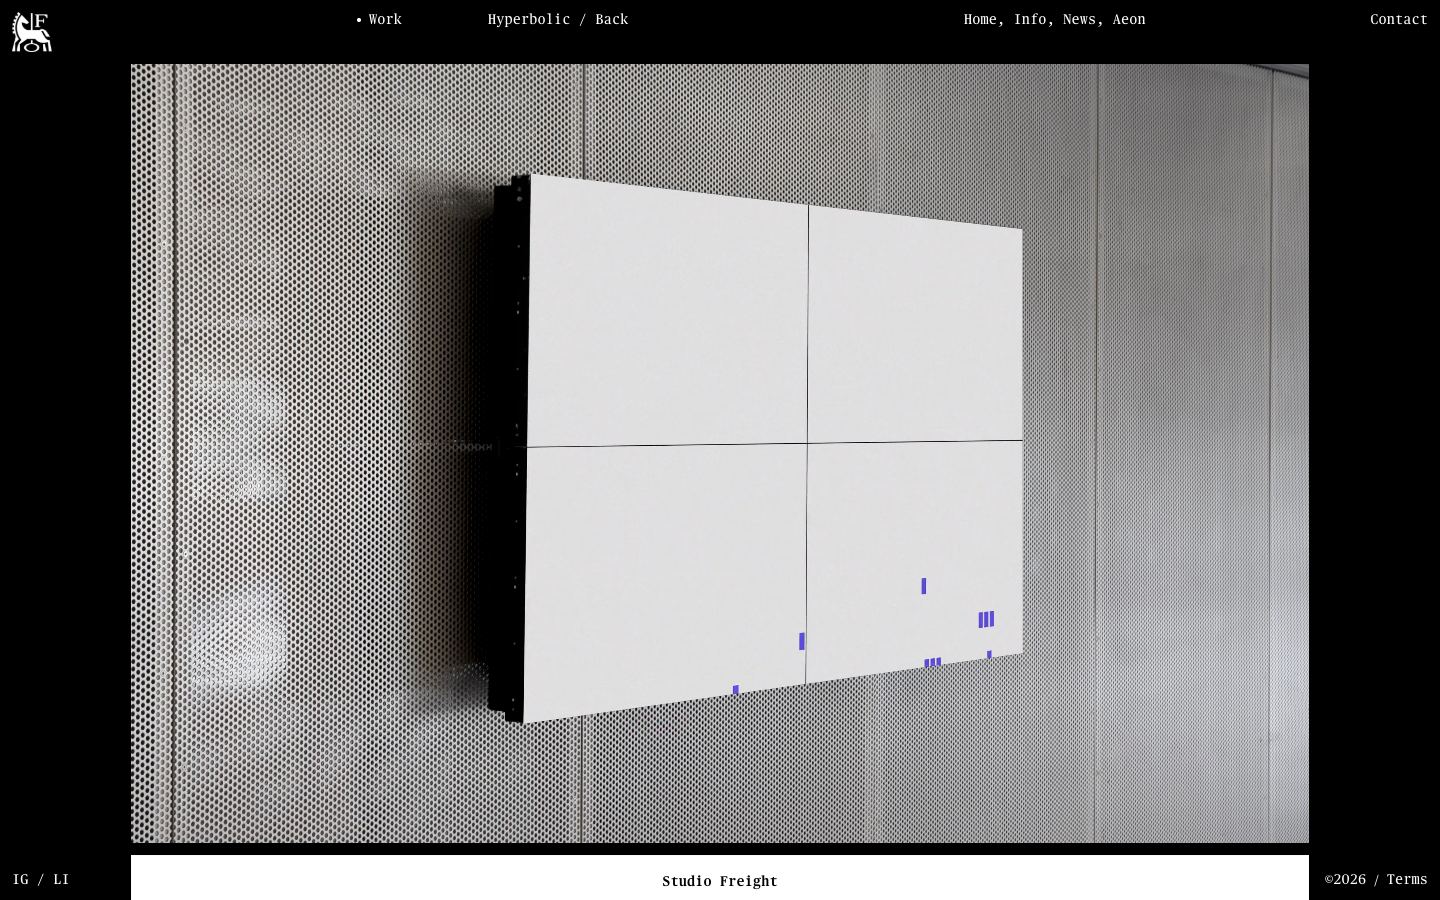 F
• Work
Hyperbolic / Back
Home, Info, News, Aeon
Contact
IG / LI
Studio Freight
©2026 / Terms